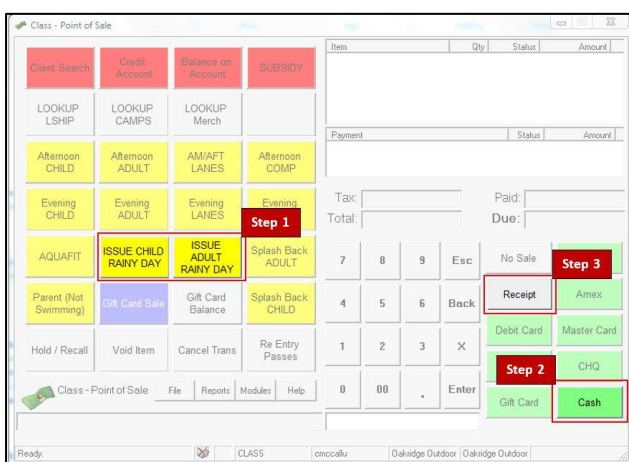 Class - Point of Sale
Item Qty Status Amount
Client Search
Credit Account
Balance on Account
SUBSIDY
LOOKUP LSHIP
LOOKUP CAMPS
LOOKUP Merch
Payment Status Amount
Afternoon CHILD
Afternoon ADULT
AM/AFT LANES
Afternoon COMP
Evening CHILD
Evening ADULT
Evening LANES
Evening
Step 1
Tax:
Paid:
Total:
Due:
AQUAFIT
ISSUE CHILD RAINY DAY
ISSUE ADULT RAINY DAY
Splash Back ADULT
7 8 9 Esc
No Sale
Step 3
Parent (Not Swimming)
Gift Card Sale
Gift Card Balance
Splash Back CHILD
4 5 6 Back
Receipt
Amex
Debit Card
Master Card
Hold / Recall
Void Item
Cancel Trans
Re Entry Passes
1 2 3 X
Step 2
CHQ
Class - Point of Sale
File Reports Modules Help
0 00 . Enter
Gift Card
Cash
Ready. CLASS cmccallu Oakridge Outdoor Oakridge Outdoor